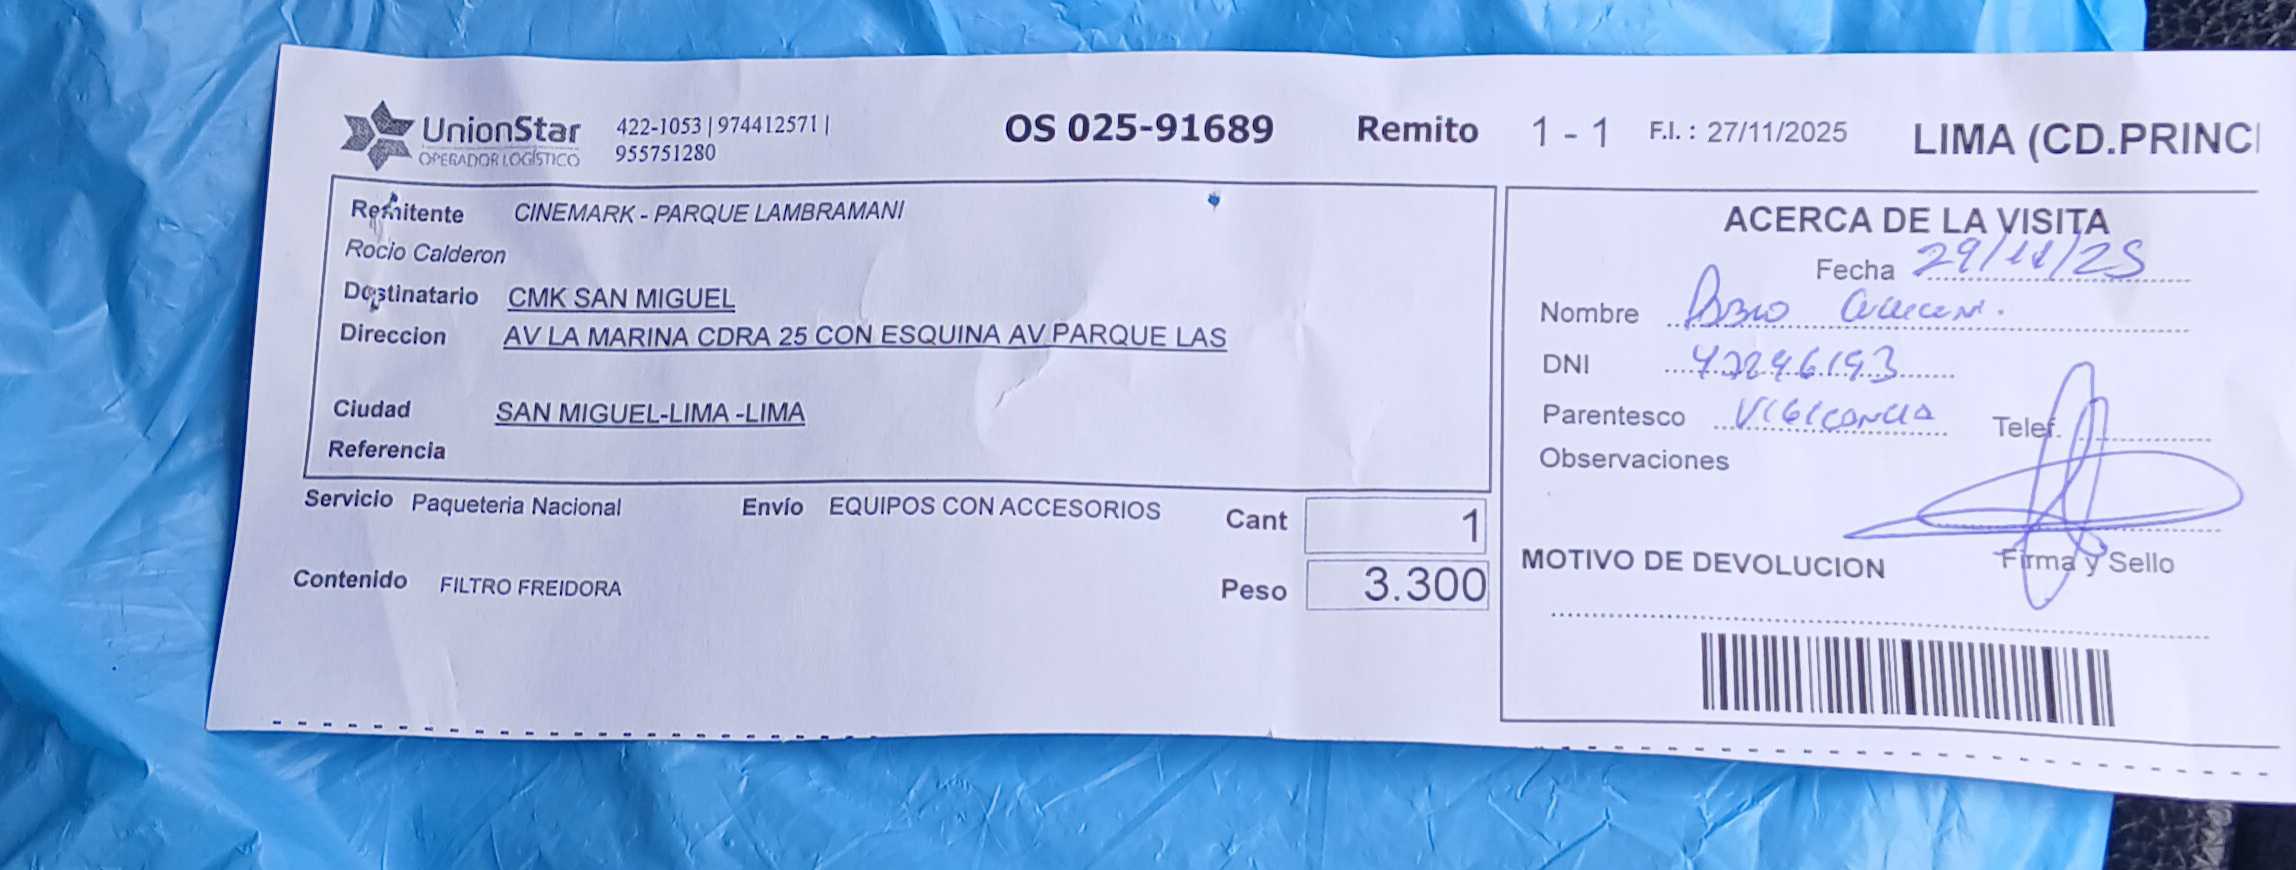 UnionStar
OPERADOR LOGÍSTICO
422-1053 | 974412571 |
955751280
OS 025-91689 Remito 1 - 1 F.I. : 27/11/2025 LIMA (CD.PRINCI
Remitente CINEMARK - PARQUE LAMBRAMANI
Rocio Calderon
Destinatario CMK SAN MIGUEL
Direccion AV LA MARINA CDRA 25 CON ESQUINA AV PARQUE LAS
Ciudad SAN MIGUEL-LIMA -LIMA
Referencia
Servicio Paqueteria Nacional Envío EQUIPOS CON ACCESORIOS Cant 1
Contenido FILTRO FREIDORA Peso 3.300
ACERCA DE LA VISITA
Fecha 29/11/25
Nombre
DNI 42246193
Parentesco VIGILANCIA Telef.
Observaciones
MOTIVO DE DEVOLUCION Firma y Sello